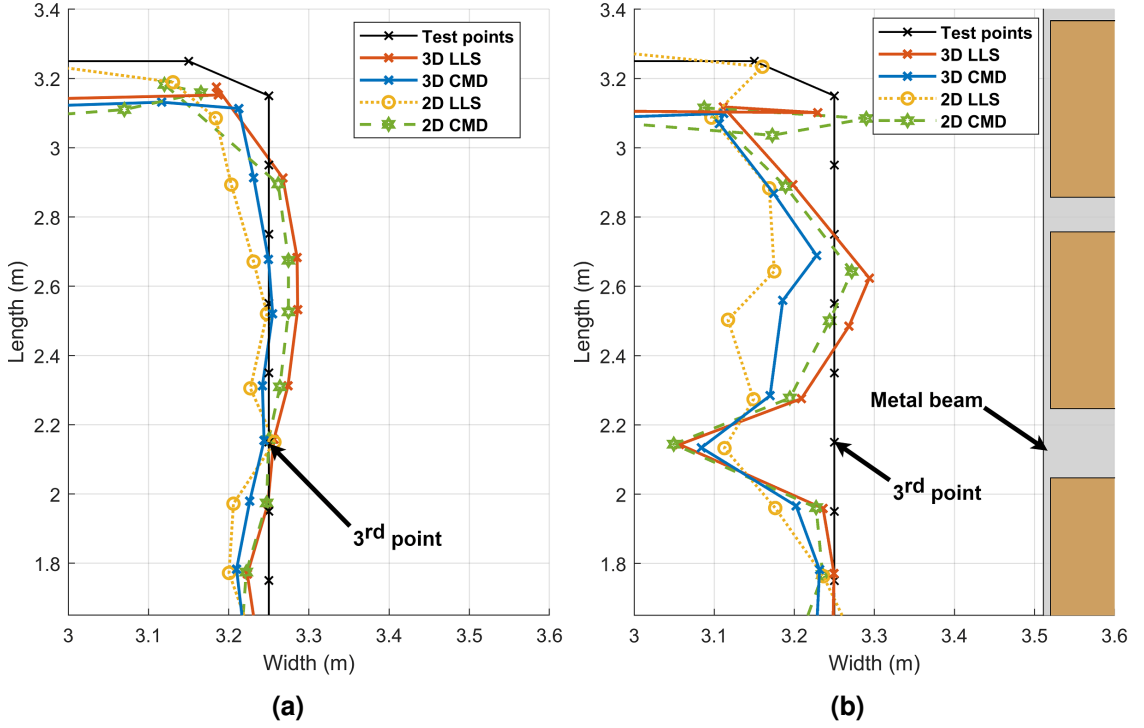 3.4
3.2
3
2.8
2.6
2.4
2.2
2
1.8
Length (m)
3
3.1
3.2
3.3
3.4
3.5
3.6
Width (m)
Test points
3D LLS
3D CMD
2D LLS
2D CMD
3rd point
(a)
3.4
3.2
3
2.8
2.6
2.4
2.2
2
1.8
Length (m)
3
3.1
3.2
3.3
3.4
3.5
3.6
Width (m)
Test points
3D LLS
3D CMD
2D LLS
2D CMD
Metal beam
3rd point
(b)